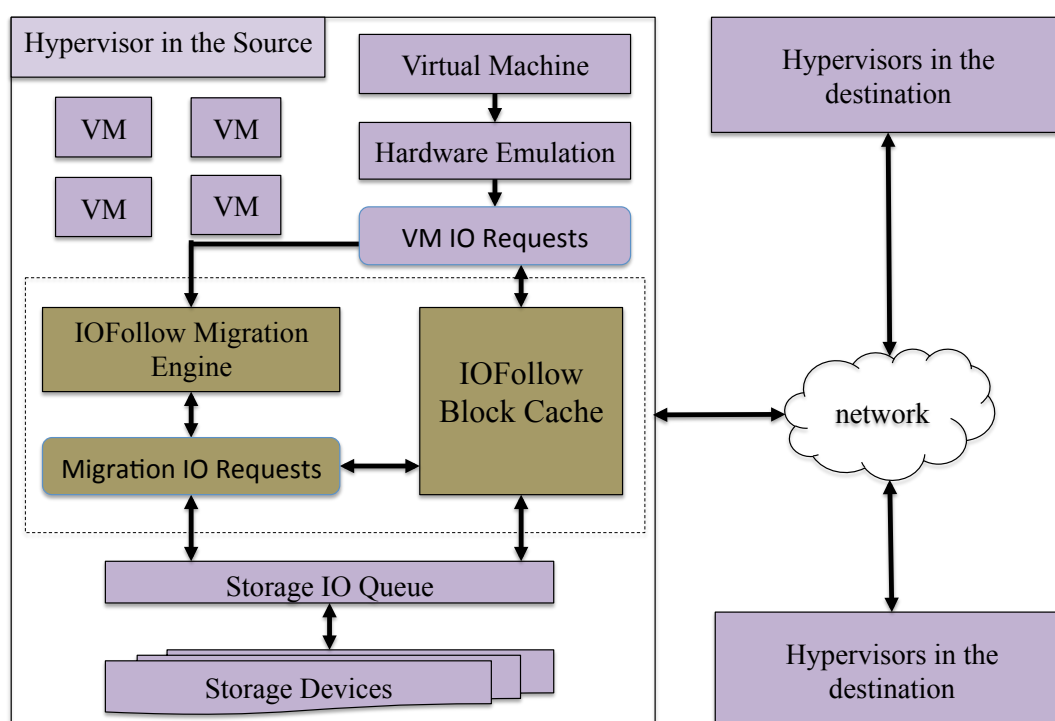 Hypervisor in the Source
Virtual Machine
Hardware Emulation
VM IO Requests
VM
VM
VM
VM
IOFollow Migration
Engine
IOFollow
Block Cache
Migration IO Requests
Storage IO Queue
Storage Devices
Hypervisors in the
destination
network
Hypervisors in the
destination